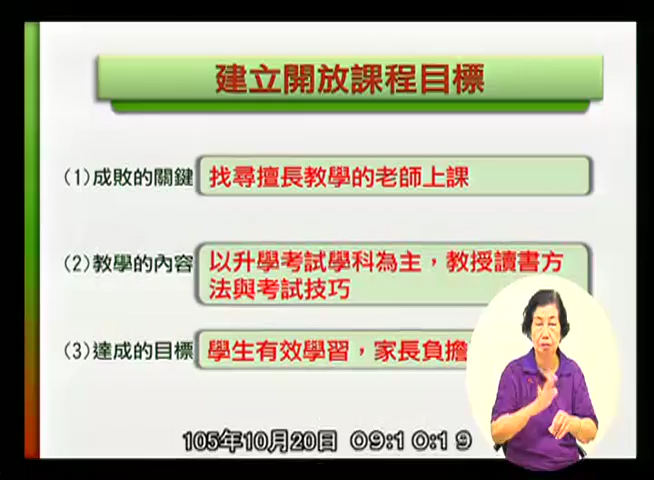 建立開放課程目標
(1)成敗的關鍵
找尋擅長教學的老師上課
(2)教學的內容
以升學考試學科為主，教授讀書方
法與考試技巧
(3)達成的目標
學生有效學習，家長負擔
105年10月20日 09:10:19